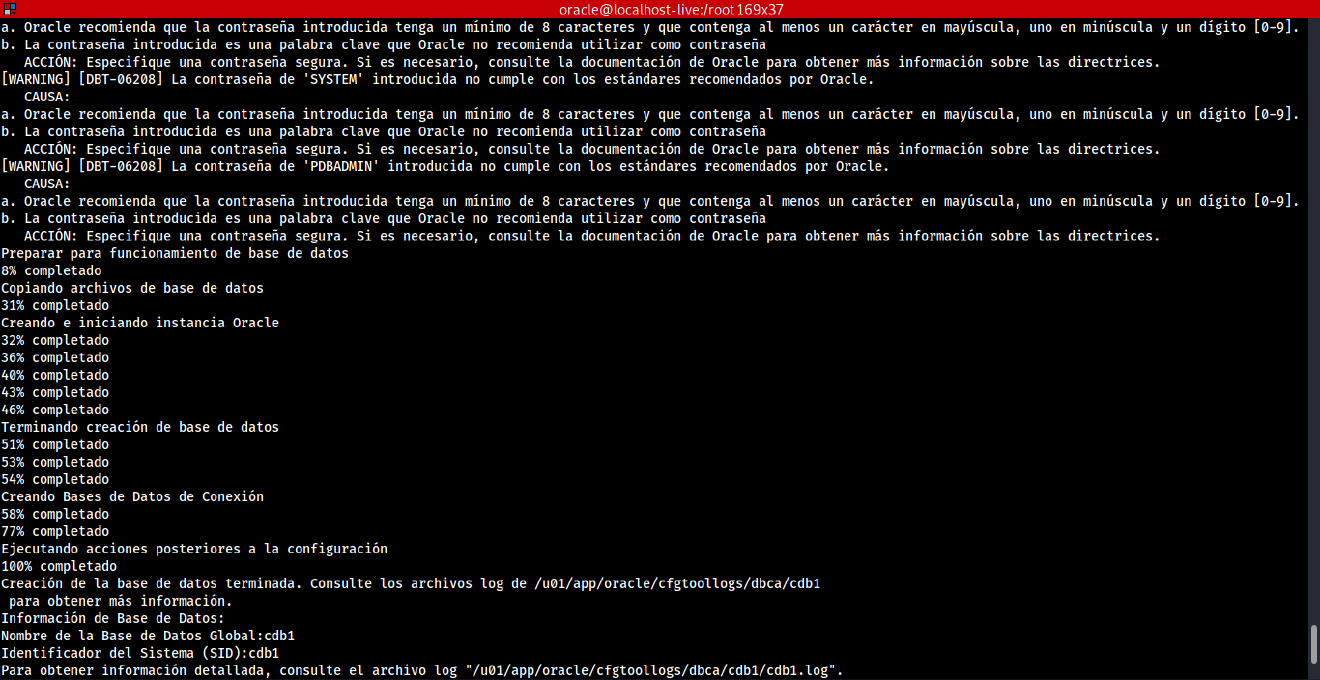 oracle@localhost-live:/root 169x37
a. Oracle recomienda que la contraseña introducida tenga un mínimo de 8 caracteres y que contenga al menos un carácter en mayúscula, uno en minúscula y un dígito [0-9].
b. La contraseña introducida es una palabra clave que Oracle no recomienda utilizar como contraseña
   ACCIÓN: Especifique una contraseña segura. Si es necesario, consulte la documentación de Oracle para obtener más información sobre las directrices.
[WARNING] [DBT-06208] La contraseña de 'SYSTEM' introducida no cumple con los estándares recomendados por Oracle.
   CAUSA:
a. Oracle recomienda que la contraseña introducida tenga un mínimo de 8 caracteres y que contenga al menos un carácter en mayúscula, uno en minúscula y un dígito [0-9].
b. La contraseña introducida es una palabra clave que Oracle no recomienda utilizar como contraseña
   ACCIÓN: Especifique una contraseña segura. Si es necesario, consulte la documentación de Oracle para obtener más información sobre las directrices.
[WARNING] [DBT-06208] La contraseña de 'PDBADMIN' introducida no cumple con los estándares recomendados por Oracle.
   CAUSA:
a. Oracle recomienda que la contraseña introducida tenga un mínimo de 8 caracteres y que contenga al menos un carácter en mayúscula, uno en minúscula y un dígito [0-9].
b. La contraseña introducida es una palabra clave que Oracle no recomienda utilizar como contraseña
   ACCIÓN: Especifique una contraseña segura. Si es necesario, consulte la documentación de Oracle para obtener más información sobre las directrices.
Preparar para funcionamiento de base de datos
8% completado
Copiando archivos de base de datos
31% completado
Creando e iniciando instancia Oracle
32% completado
36% completado
40% completado
43% completado
46% completado
Terminando creación de base de datos
51% completado
53% completado
54% completado
Creando Bases de Datos de Conexión
58% completado
77% completado
Ejecutando acciones posteriores a la configuración
100% completado
Creación de la base de datos terminada. Consulte los archivos log de /u01/app/oracle/cfgtoollogs/dbca/cdb1
 para obtener más información.
Información de Base de Datos:
Nombre de la Base de Datos Global:cdb1
Identificador del Sistema (SID):cdb1
Para obtener información detallada, consulte el archivo log "/u01/app/oracle/cfgtoollogs/dbca/cdb1/cdb1.log".